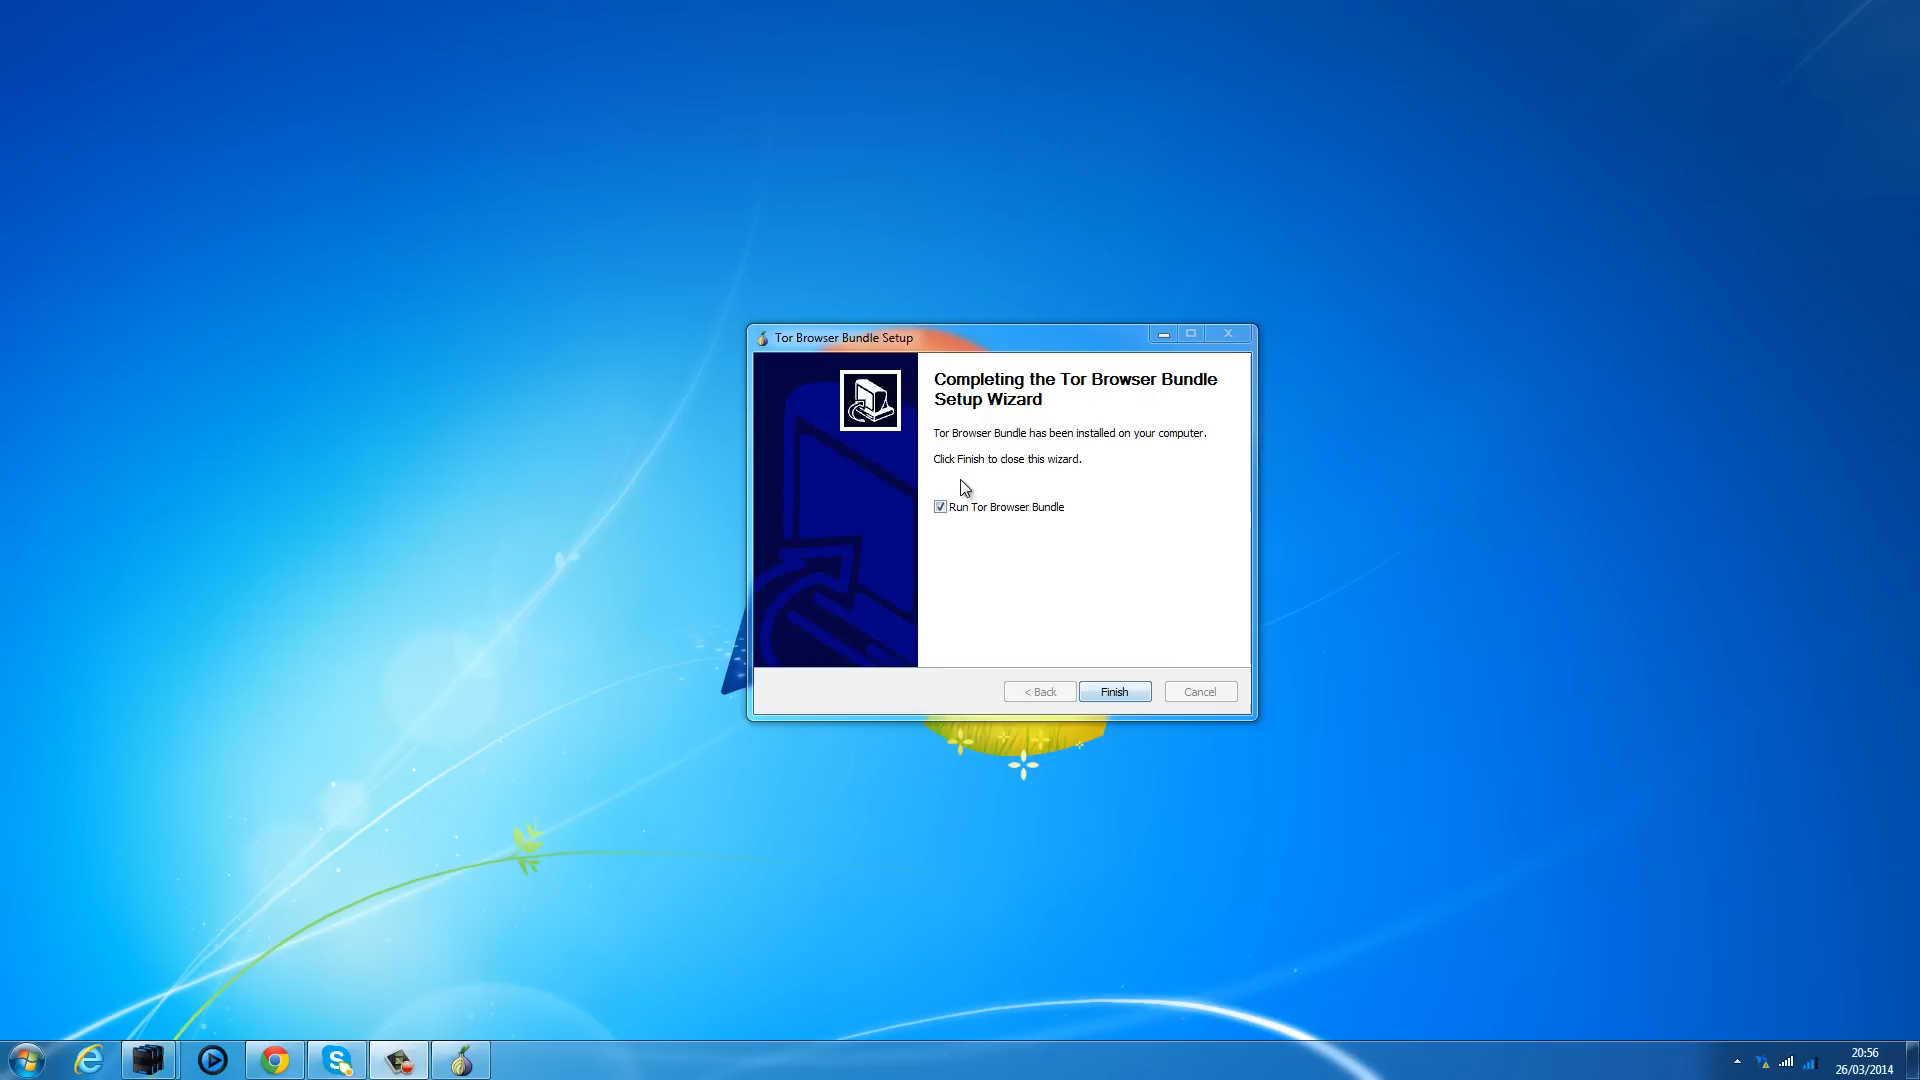 Tor Browser Bundle Setup
Completing the Tor Browser Bundle
Setup Wizard
Tor Browser Bundle has been installed on your computer.
Click Finish to close this wizard.
Run Tor Browser Bundle
< Back
Finish
Cancel
20:56
26/03/2014